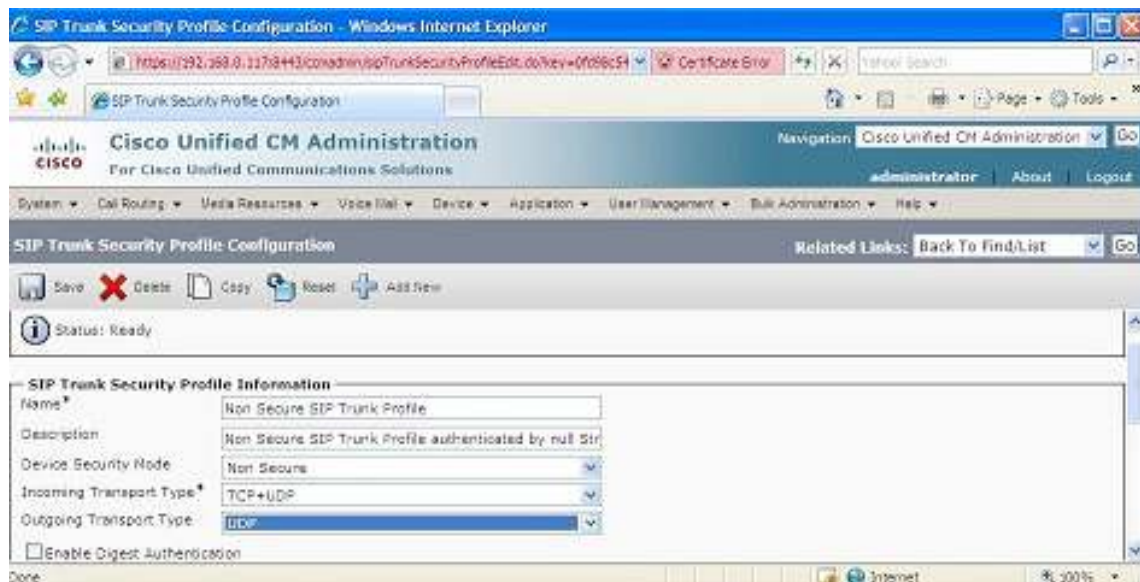 SIP Trunk Security Profile Configuration - Windows Internet Explorer
Certificate Error
Yahoo! Search
SIP Trunk Security Profile Configuration
Page Tools
CISCO
Cisco Unified CM Administration
For Cisco Unified Communications Solutions
Navigation Cisco Unified CM Administration Go
administrator About Logout
System Call Routing Media Resources Voice Mail Device Application User Management Bulk Administration Help
SIP Trunk Security Profile Configuration
Related Links: Back To Find/List Go
Save Delete Copy Reset Add New
Status: Ready
SIP Trunk Security Profile Information
Name* Non Secure SIP Trunk Profile
Description Non Secure SIP Trunk Profile authenticated by null Str
Device Security Mode Non Secure
Incoming Transport Type* TCP+UDP
Outgoing Transport Type UDP
Enable Digest Authentication
Done Internet 100%